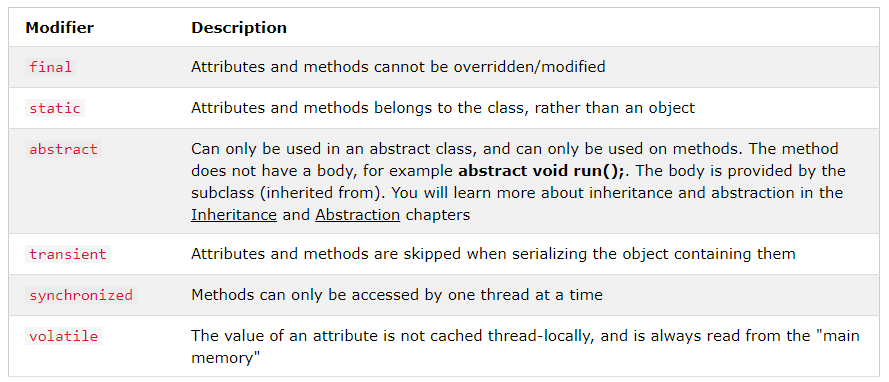 Modifier Description
final Attributes and methods cannot be overridden/modified
static Attributes and methods belongs to the class, rather than an object
abstract Can only be used in an abstract class, and can only be used on methods. The method
does not have a body, for example abstract void run();. The body is provided by the
subclass (inherited from). You will learn more about inheritance and abstraction in the
Inheritance and Abstraction chapters
transient Attributes and methods are skipped when serializing the object containing them
synchronized Methods can only be accessed by one thread at a time
volatile The value of an attribute is not cached thread-locally, and is always read from the "main
memory"